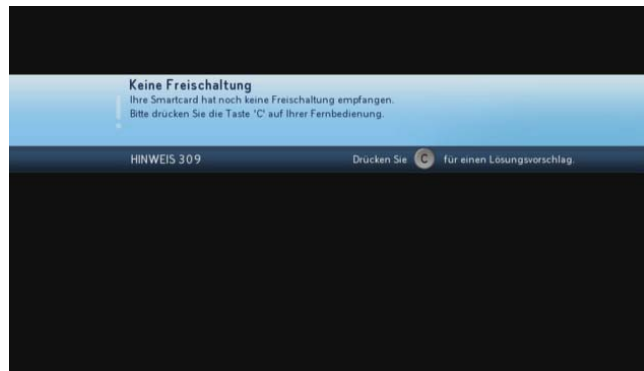 Keine Freischaltung
Ihre Smartcard hat noch keine Freischaltung empfangen.
Bitte drücken Sie die Taste 'C' auf Ihrer Fernbedienung.
HINWEIS 309 Drücken Sie C für einen Lösungsvorschlag.